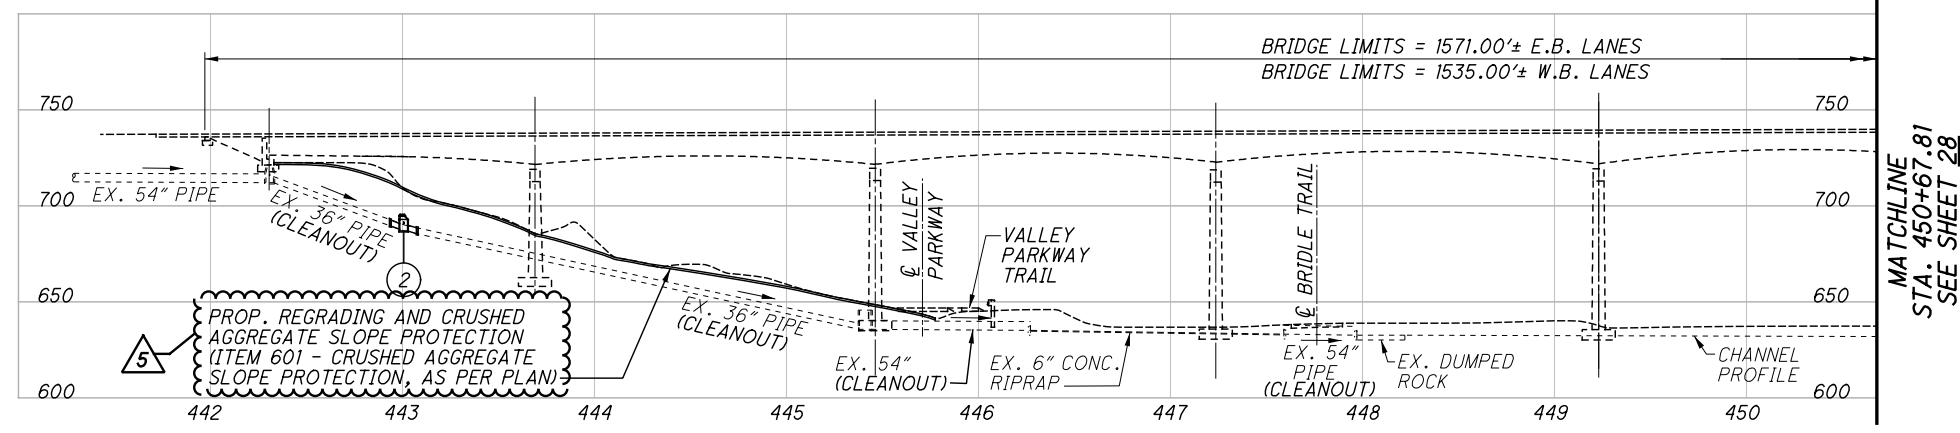 BRIDGE LIMITS = 1571.00'± E.B. LANES
BRIDGE LIMITS = 1535.00'± W.B. LANES
750
750
700
700
650
650
600
600
EX. 54" PIPE
EX. 36" PIPE
(CLEANOUT)
2
EX. 36" PIPE
(CLEANOUT)
5
PROP. REGRADING AND CRUSHED
AGGREGATE SLOPE PROTECTION
(ITEM 601 - CRUSHED AGGREGATE
SLOPE PROTECTION, AS PER PLAN)
℄ VALLEY
PARKWAY
VALLEY
PARKWAY
TRAIL
℄ BRIDLE TRAIL
EX. 54"
(CLEANOUT)
EX. 6" CONC.
RIPRAP
EX. 54"
PIPE
(CLEANOUT)
EX. DUMPED
ROCK
CHANNEL
PROFILE
442
443
444
445
446
447
448
449
450
MATCHLINE
STA. 450+67.81
SEE SHEET 28